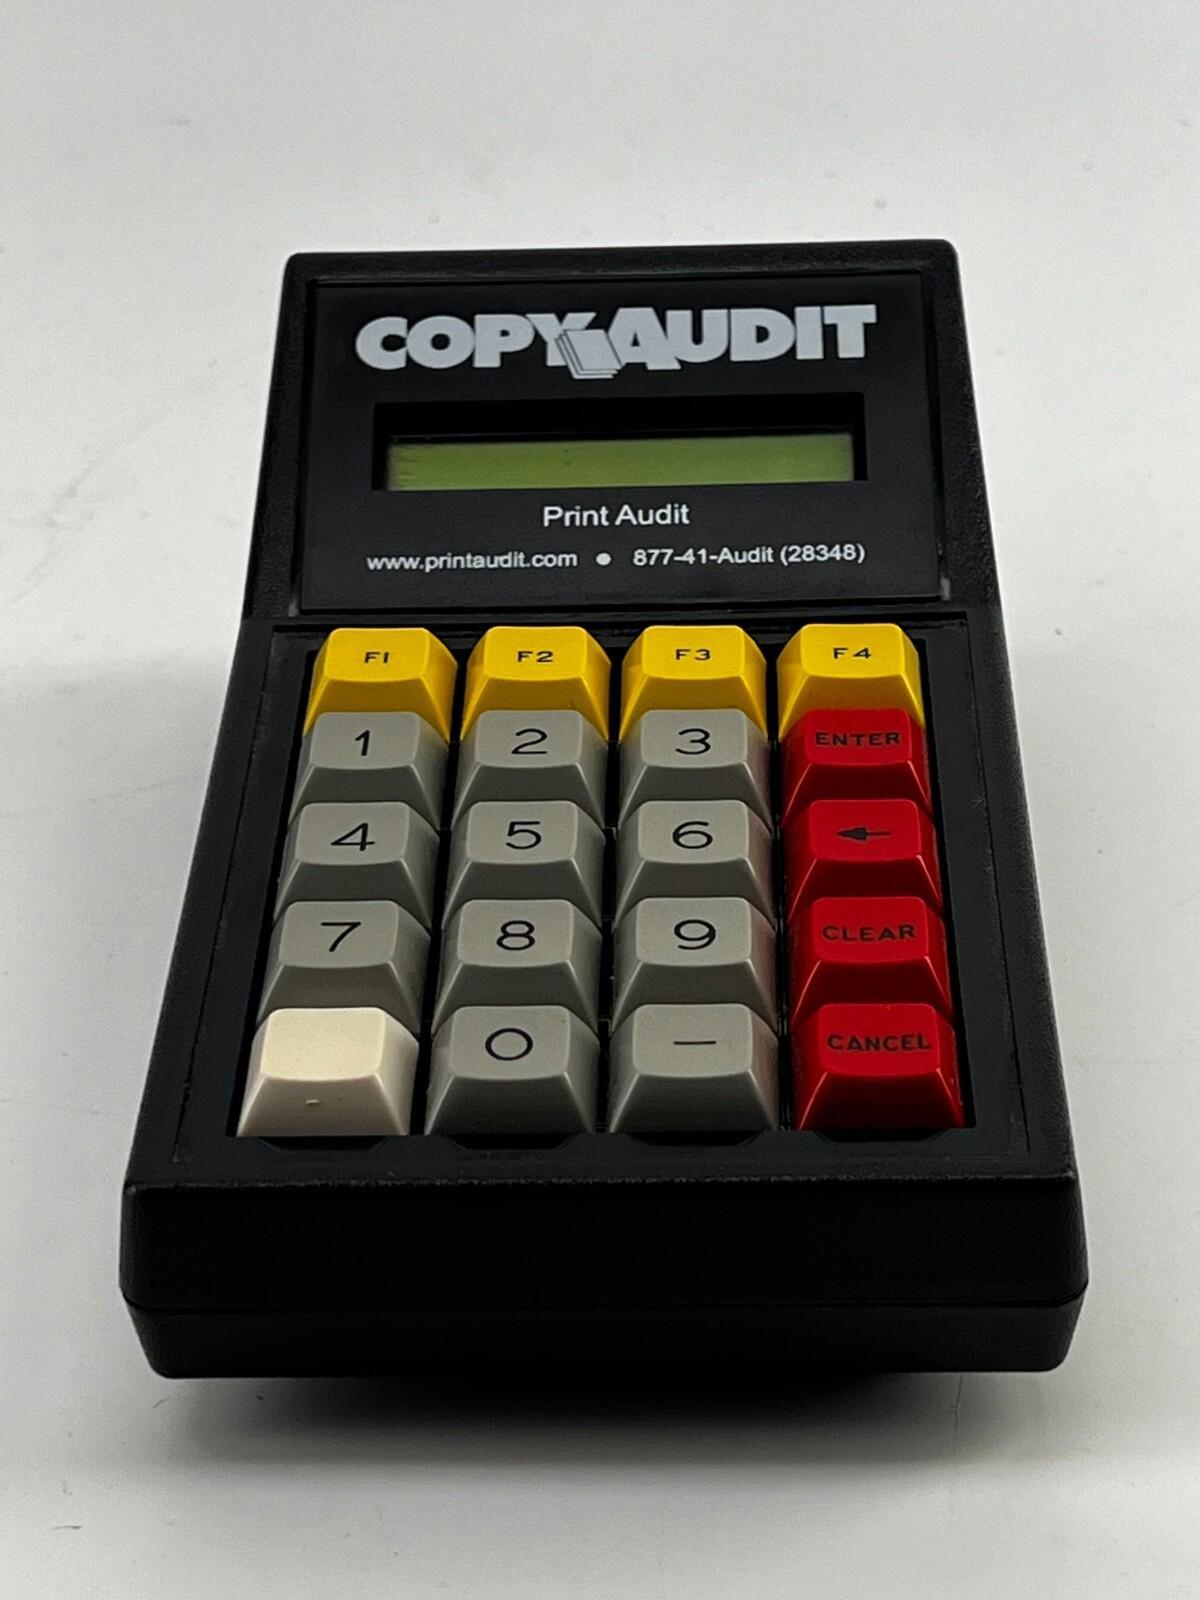 COPYAUDIT
Print Audit
www.printaudit.com • 877-41-Audit (28348)
F1 F2 F3 F4
1 2 3 ENTER
4 5 6 ←
7 8 9 CLEAR
0 — CANCEL